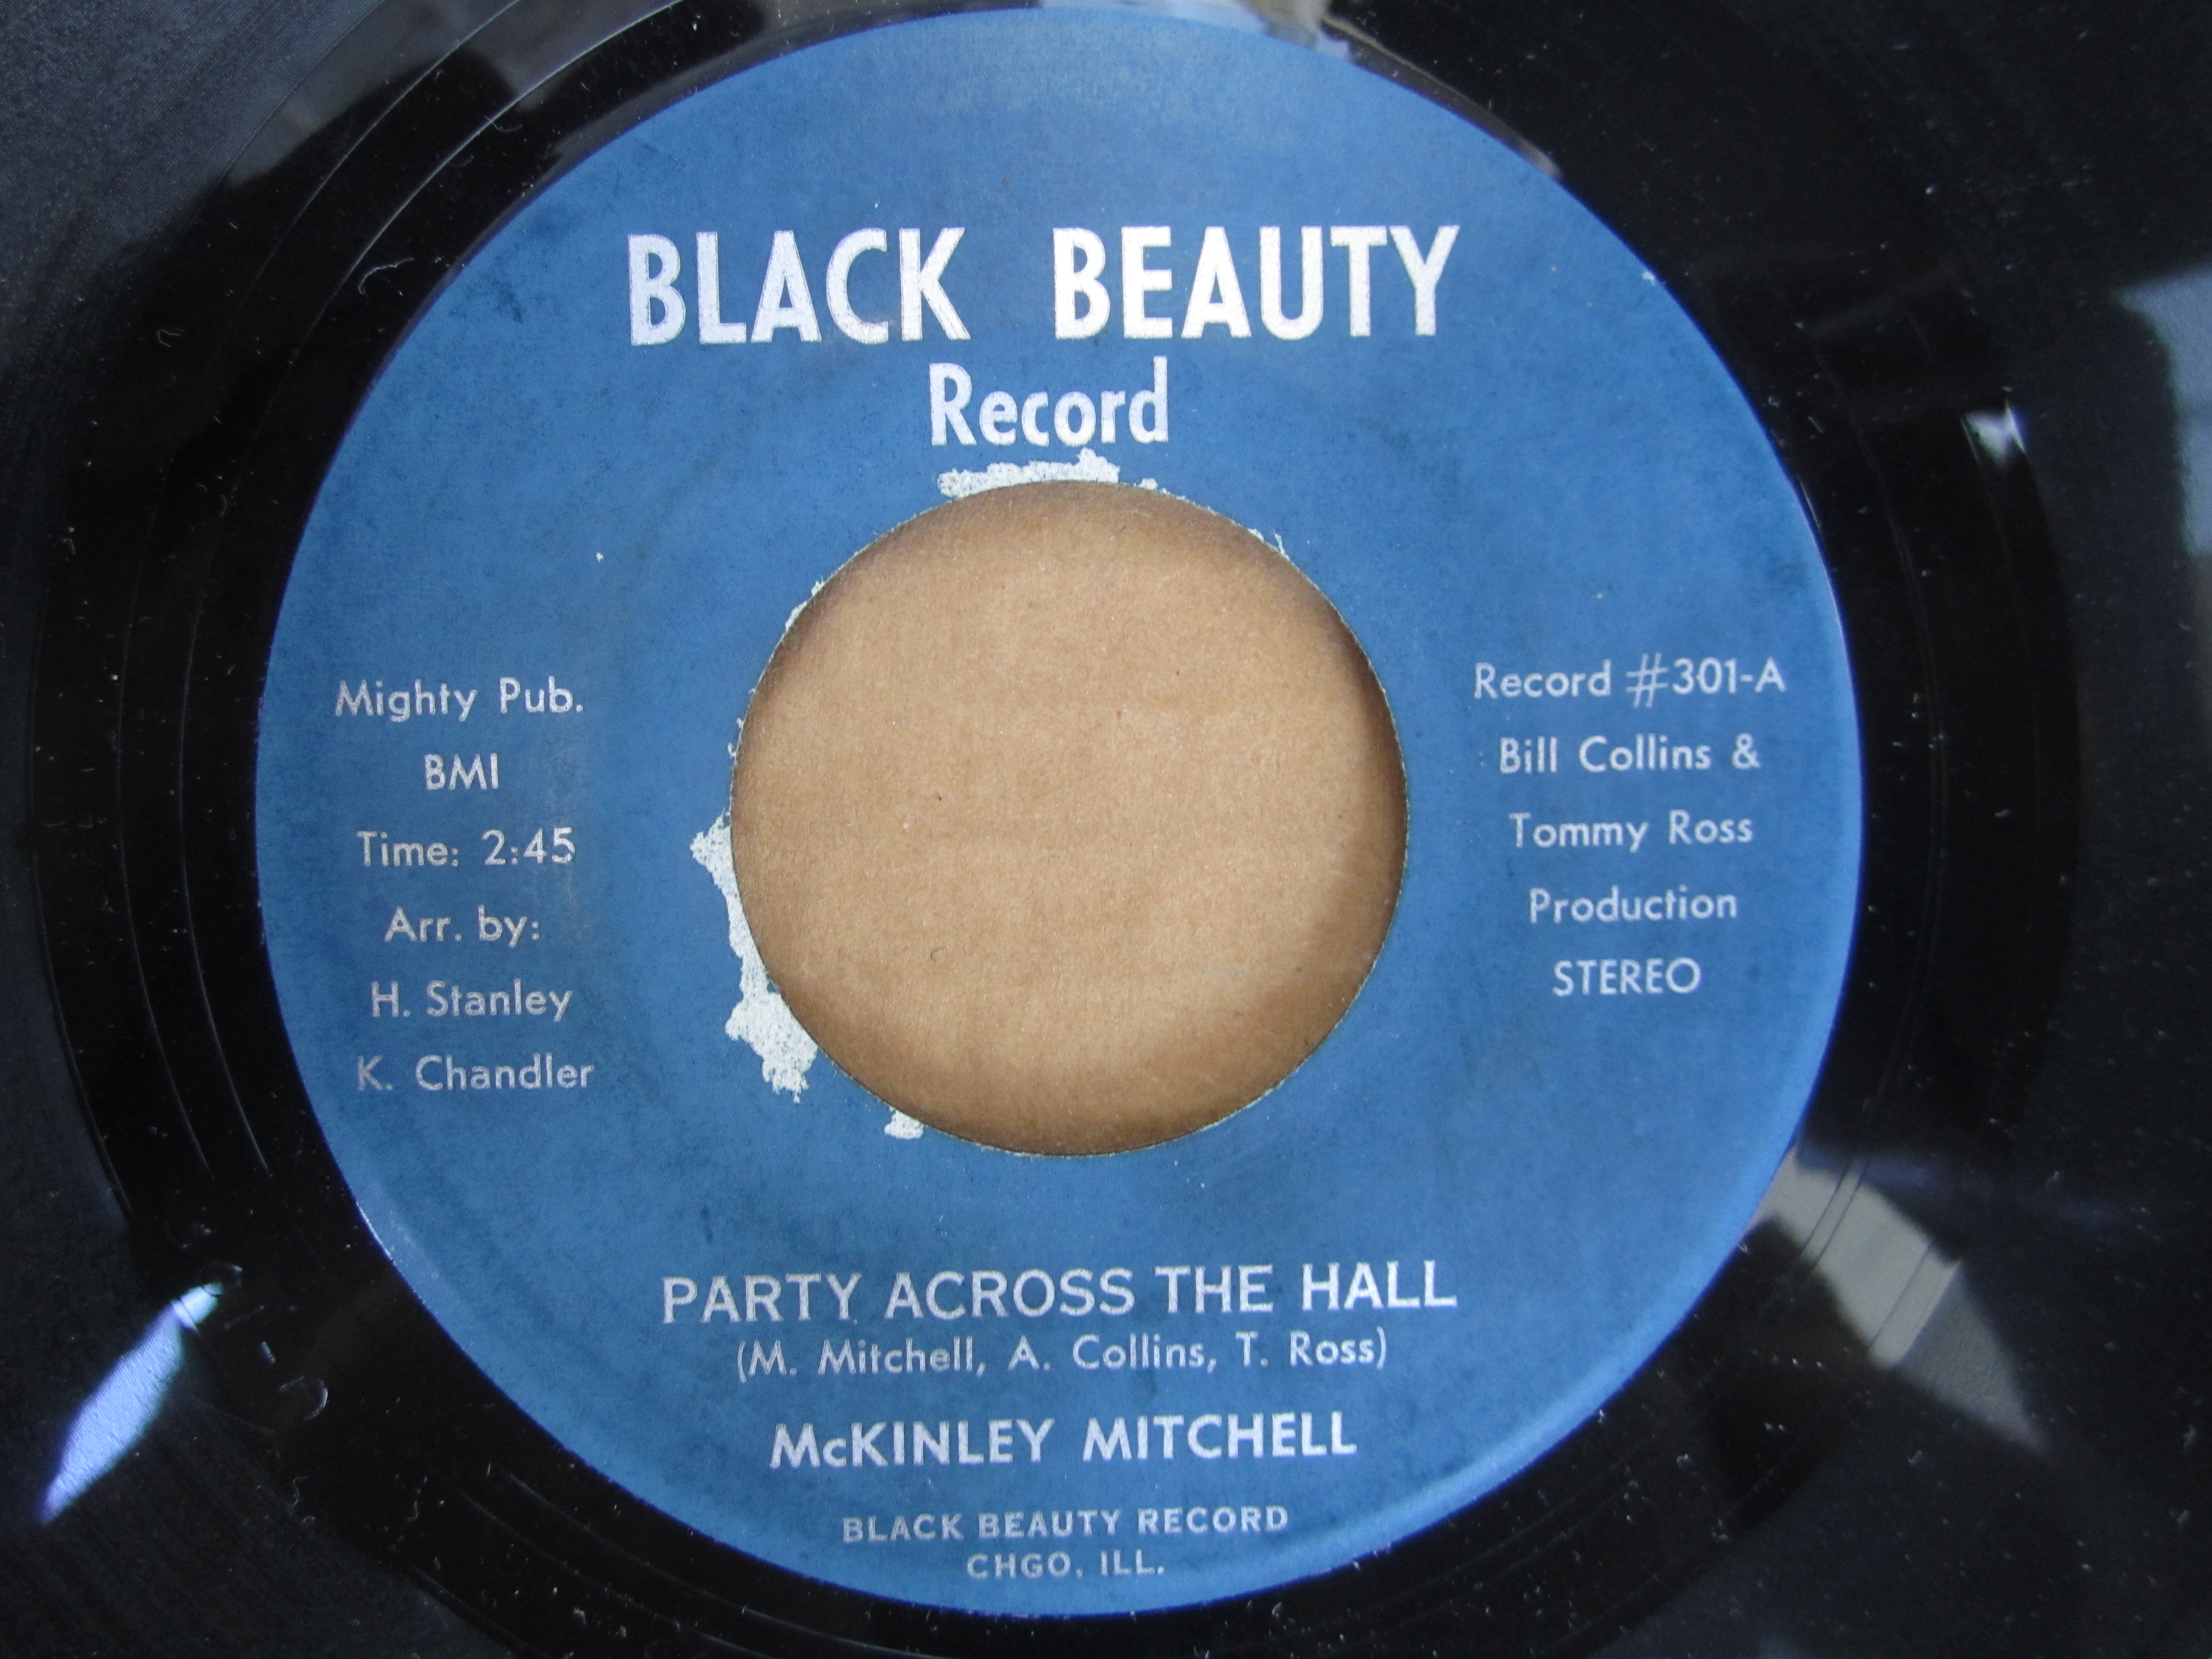 BLACK BEAUTY
Record
Mighty Pub.
BMI
Time: 2:45
Arr. by:
H. Stanley
K. Chandler
Record #301-A
Bill Collins &
Tommy Ross
Production
STEREO
PARTY ACROSS THE HALL
(M. Mitchell, A. Collins, T. Ross)
McKINLEY MITCHELL
BLACK BEAUTY RECORD
CHGO, ILL.